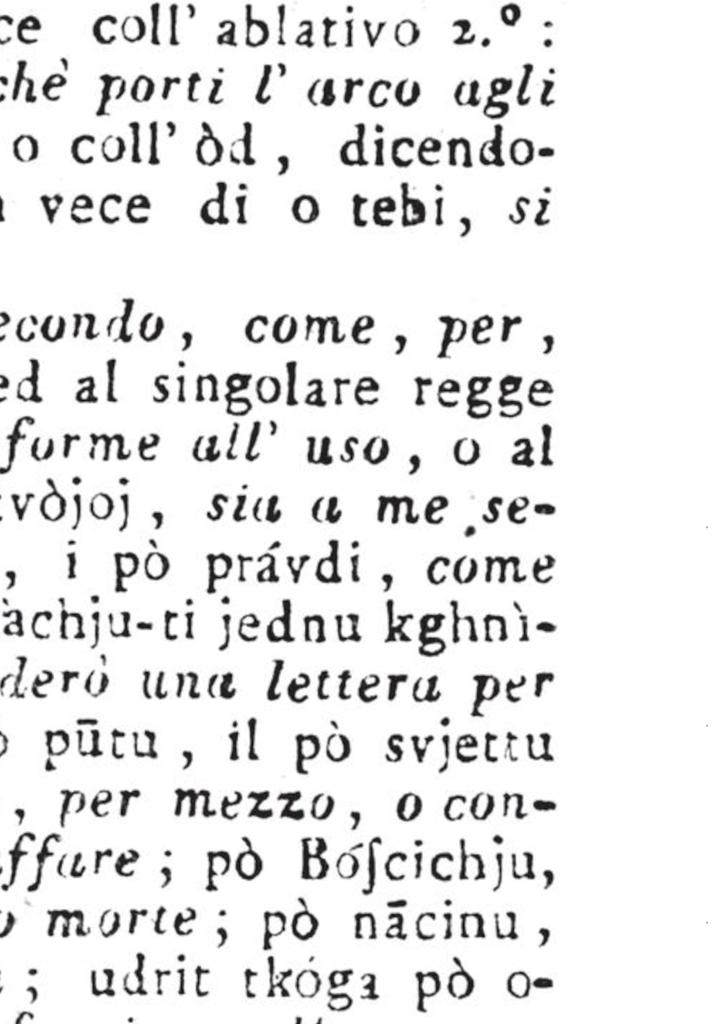 ce coll' ablativo 2.º :
chè porti l' arco agli
o coll' òd , dicendo-
vece di o tebi, si
econdo , come , per ,
ed al singolare regge
forme all' uso , o al
vòjoj , sia a me se-
, i pò právdi , come
achju-ti jednu kghnì-
derò una lettera per
pūtu , il pò svjettu
, per mezzo , o con-
ffare ; pò Bóſcichju,
o morte ; pò nācinu ,
; udrit tkóga pò o-